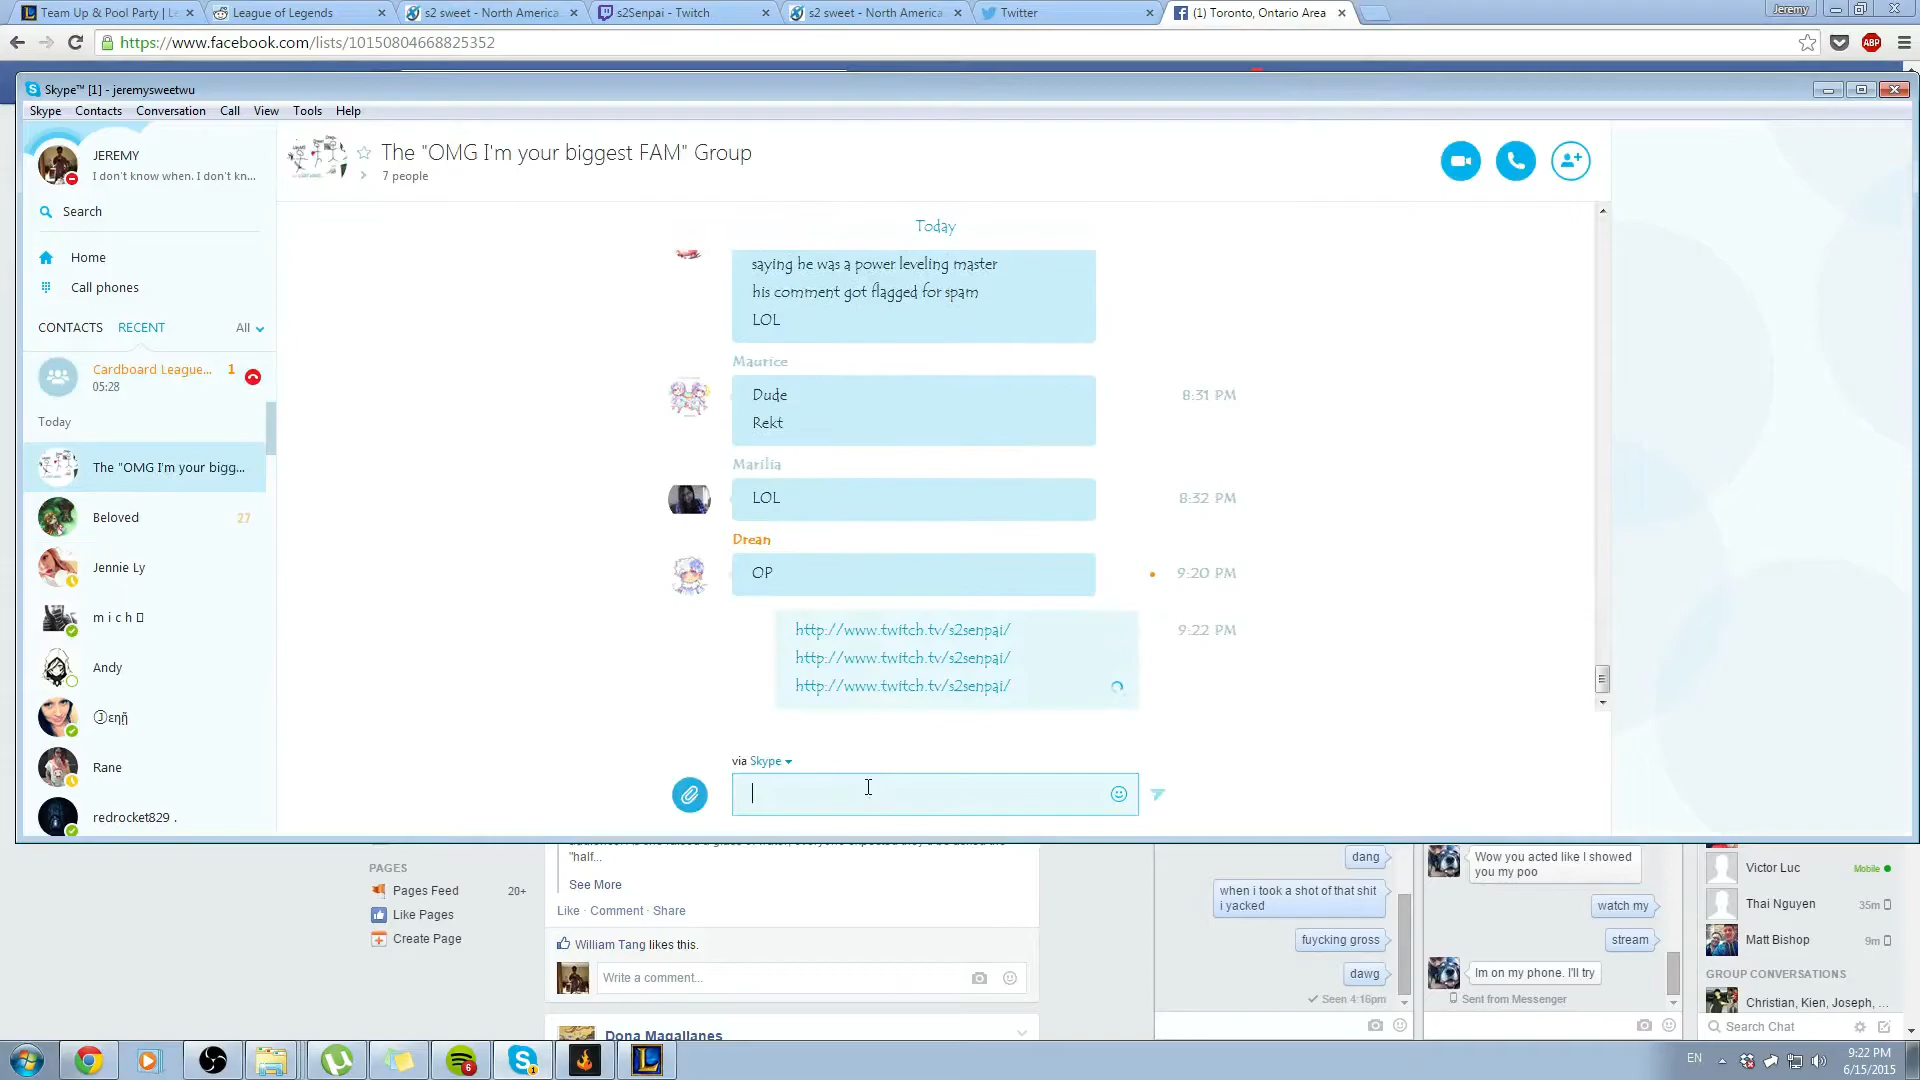 Team Up & Pool Party | Le
League of Legends
s2 sweet - North America
s2Senpai - Twitch
s2 sweet - North America
Twitter
(1) Toronto, Ontario Area
Jeremy
https://www.facebook.com/lists/10150804668825352
ABP
Skype™ [1] - jeremysweetwu
Skype Contacts Conversation Call View Tools Help
JEREMY
I don't know when. I don't kn...
Search
Home
Call phones
CONTACTS RECENT All
Cardboard League... 1
05:28
Today
The "OMG I'm your bigg...
Beloved 27
Jennie Ly
m i c h
Andy
Rane
redrocket829 .
The "OMG I'm your biggest FAM" Group
7 people
Today
saying he was a power leveling master
his comment got flagged for spam
LOL
Maurice
Dude
Rekt
8:31 PM
Marilia
LOL
8:32 PM
Drean
OP
9:20 PM
http://www.twitch.tv/s2senpai/
http://www.twitch.tv/s2senpai/
http://www.twitch.tv/s2senpai/
9:22 PM
via Skype
PAGES
Pages Feed 20+
Like Pages
Create Page
"half...
See More
Like · Comment · Share
William Tang likes this.
Write a comment...
Dona Magallanes
dang
when i took a shot of that shit
i yacked
fuycking gross
dawg
Seen 4:16pm
Wow you acted like I showed
you my poo
watch my
stream
Im on my phone. I'll try
Sent from Messenger
Victor Luc Mobile
Thai Nguyen 35m
Matt Bishop 9m
GROUP CONVERSATIONS
Christian, Kien, Joseph, ...
Search Chat
6
1
EN
9:22 PM
6/15/2015